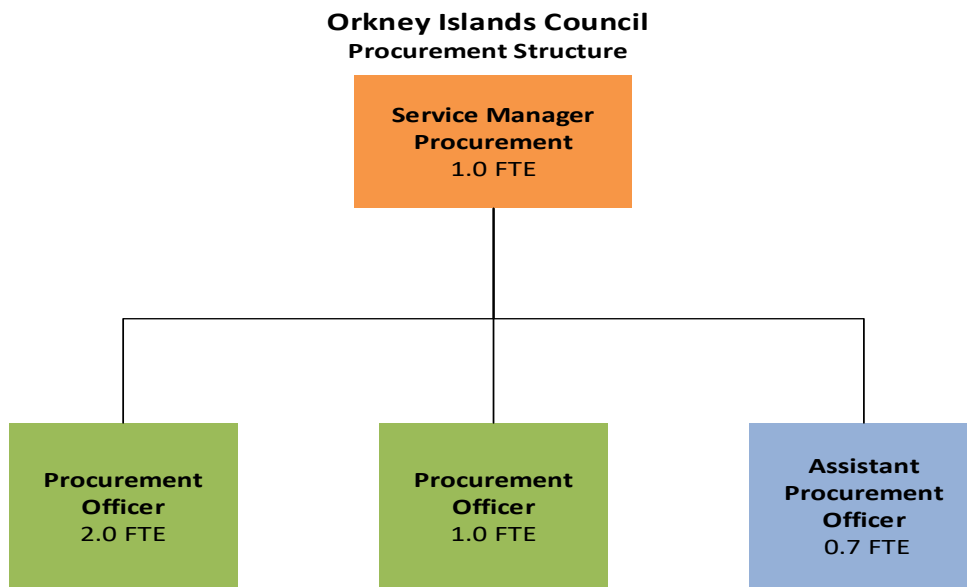 Orkney Islands Council
Procurement Structure
Service Manager
Procurement
1.0 FTE
Procurement
Officer
2.0 FTE
Procurement
Officer
1.0 FTE
Assistant
Procurement
Officer
0.7 FTE